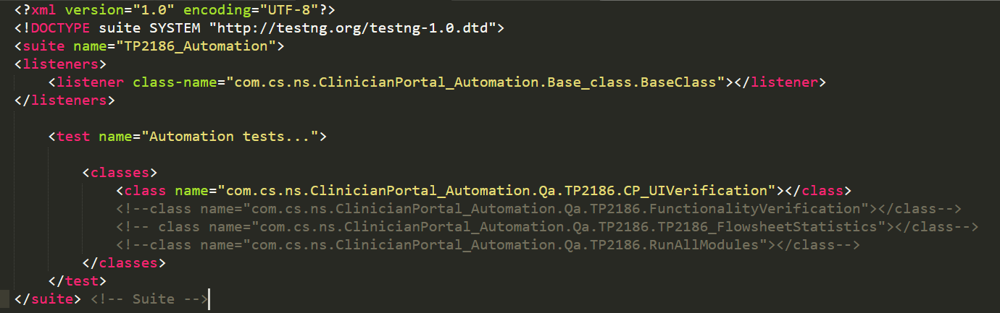 <?xml version="1.0" encoding="UTF-8"?>
<!DOCTYPE suite SYSTEM "http://testng.org/testng-1.0.dtd">
<suite name="TP2186_Automation">
<listeners>
    <listener class-name="com.cs.ns.ClinicianPortal_Automation.Base_class.BaseClass"></listener>
</listeners>
    <test name="Automation tests...">
        <classes>
            <class name="com.cs.ns.ClinicianPortal_Automation.Qa.TP2186.CP_UIVerification"></class>
            <!--class name="com.cs.ns.ClinicianPortal_Automation.Qa.TP2186.FunctionalityVerification"></class-->
            <!-- class name="com.cs.ns.ClinicianPortal_Automation.Qa.TP2186.TP2186_FlowsheetStatistics"></class-->
            <!--class name="com.cs.ns.ClinicianPortal_Automation.Qa.TP2186.RunAllModules"></class-->
        </classes>
    </test>
</suite> <!-- Suite -->